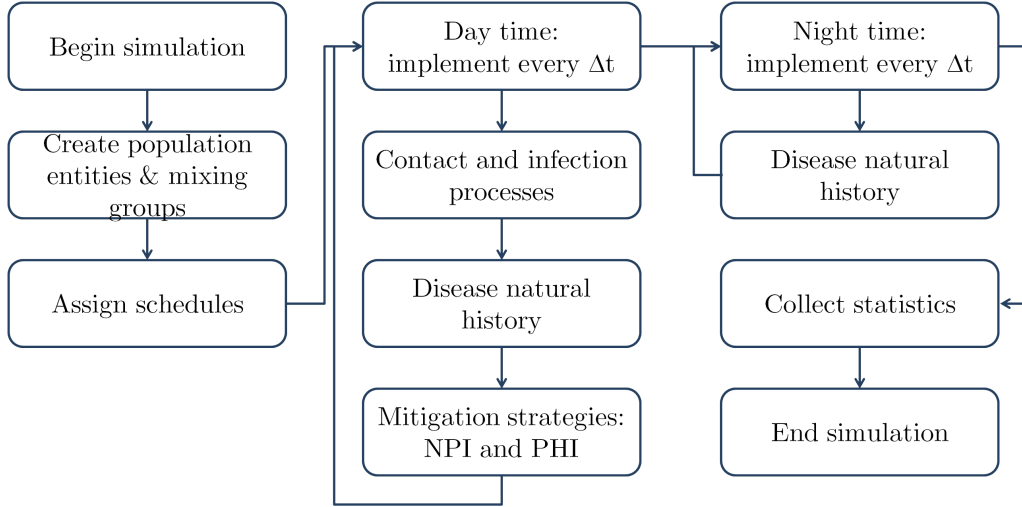 Begin simulation
Create population
entities & mixing
groups
Assign schedules
Day time:
implement every Δt
Contact and infection
processes
Disease natural
history
Mitigation strategies:
NPI and PHI
Night time:
implement every Δt
Disease natural
history
Collect statistics
End simulation